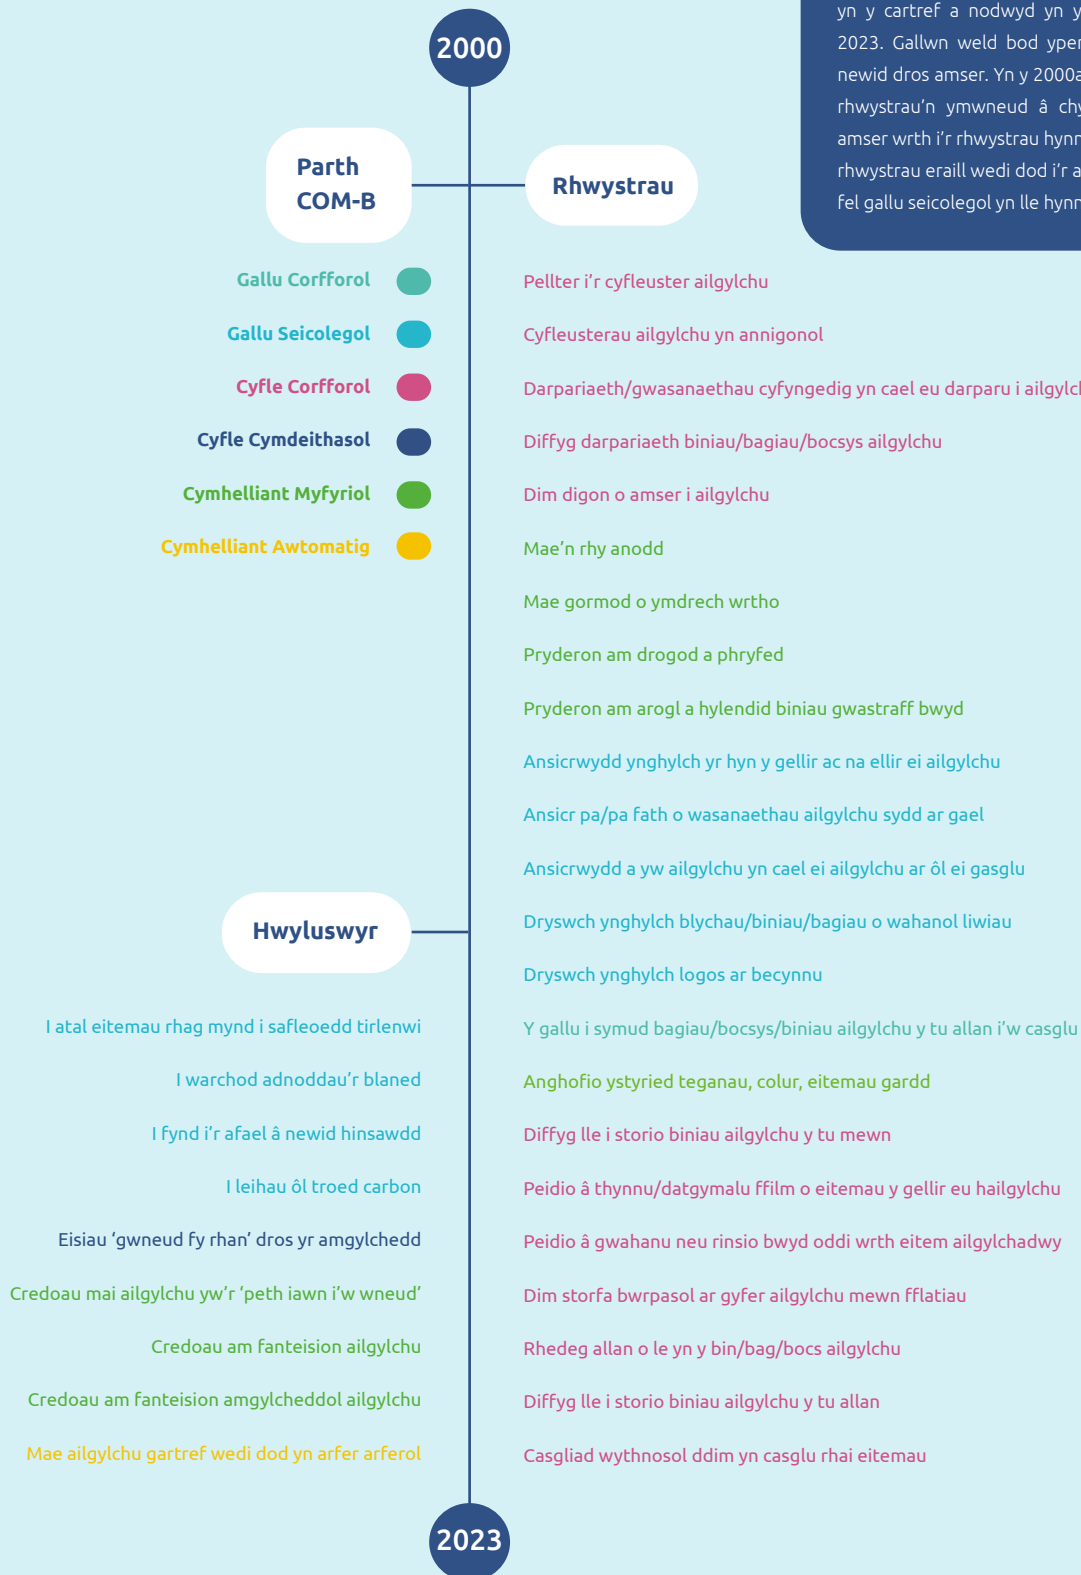 2000
yn y cartref a nodwyd yn y
2023. Gallwn weld bod
newid dros amser. Yn y
rhwystrau'n ymwneud â
amser wrth i'r rhwystrau
rhwystrau eraill wedi dod i'r
fel gallu seicolegol yn lle
Parth
COM-B
Rhwystrau
Gallu Corfforol
Gallu Seicolegol
Cyfle Corfforol
Cyfle Cymdeithasol
Cymhelliant Myfyriol
Cymhelliant Awtomatig
Pellter i'r cyfleuster ailgylchu
Cyfleusterau ailgylchu yn annigonol
Darpariaeth/gwasanaethau cyfyngedig yn cael eu darparu i
Diffyg darpariaeth biniau/bagiau/bocsys ailgylchu
Dim digon o amser i ailgylchu
Mae'n rhy anodd
Mae gormod o ymdrech wrtho
Pryderon am drogod a phryfed
Pryderon am arogl a hylendid biniau gwastraff bwyd
Ansicrwydd ynghylch yr hyn y gellir ac na ellir ei ailgylchu
Ansicr pa/pa fath o wasanaethau ailgylchu sydd ar gael
Ansicrwydd a yw ailgylchu yn cael ei ailgylchu ar ôl ei gasglu
Dryswch ynghylch blychau/biniau/bagiau o wahanol liwiau
Dryswch ynghylch logos ar becynnu
Y gallu i symud bagiau/bocsys/biniau ailgylchu y tu allan i'w casglu
Anghofio ystyried teganau, colur, eitemau gardd
Diffyg lle i storio biniau ailgylchu y tu mewn
Peidio â thynnu/datgymalu ffilm o eitemau y gellir eu hailgylchu
Peidio â gwahanu neu rinsio bwyd oddi wrth eitem ailgylchadwy
Dim storfa bwrpasol ar gyfer ailgylchu mewn fflatiau
Rhedeg allan o le yn y bin/bag/bocs ailgylchu
Diffyg lle i storio biniau ailgylchu y tu allan
Casgliad wythnosol ddim yn casglu rhai eitemau
Hwyluswyr
I atal eitemau rhag mynd i safleoedd tirlenwi
I warchod adnoddau'r blaned
I fynd i'r afael â newid hinsawdd
I leihau ôl troed carbon
Eisiau 'gwneud fy rhan' dros yr amgylchedd
Credoau mai ailgylchu yw'r 'peth iawn i'w wneud'
Credoau am fanteision ailgylchu
Credoau am fanteision amgylcheddol ailgylchu
Mae ailgylchu gartref wedi dod yn arfer arferol
2023